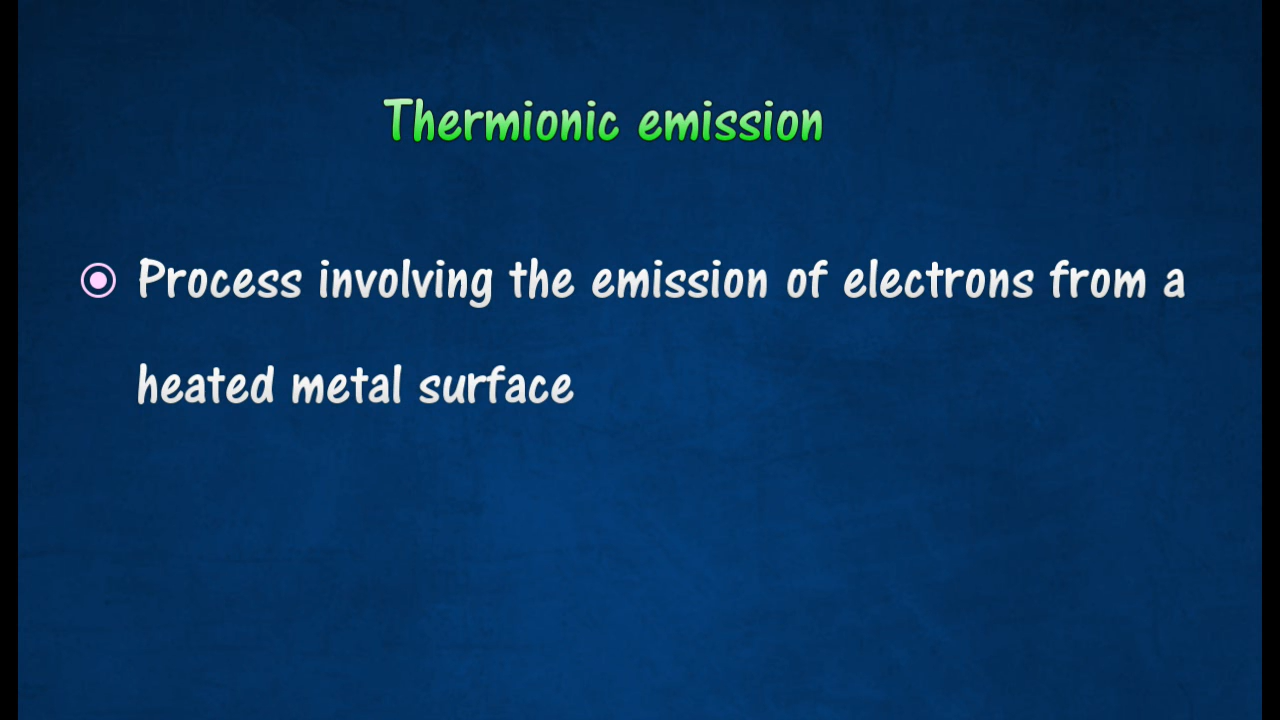 Thermionic emission
Process involving the emission of electrons from a
heated metal surface